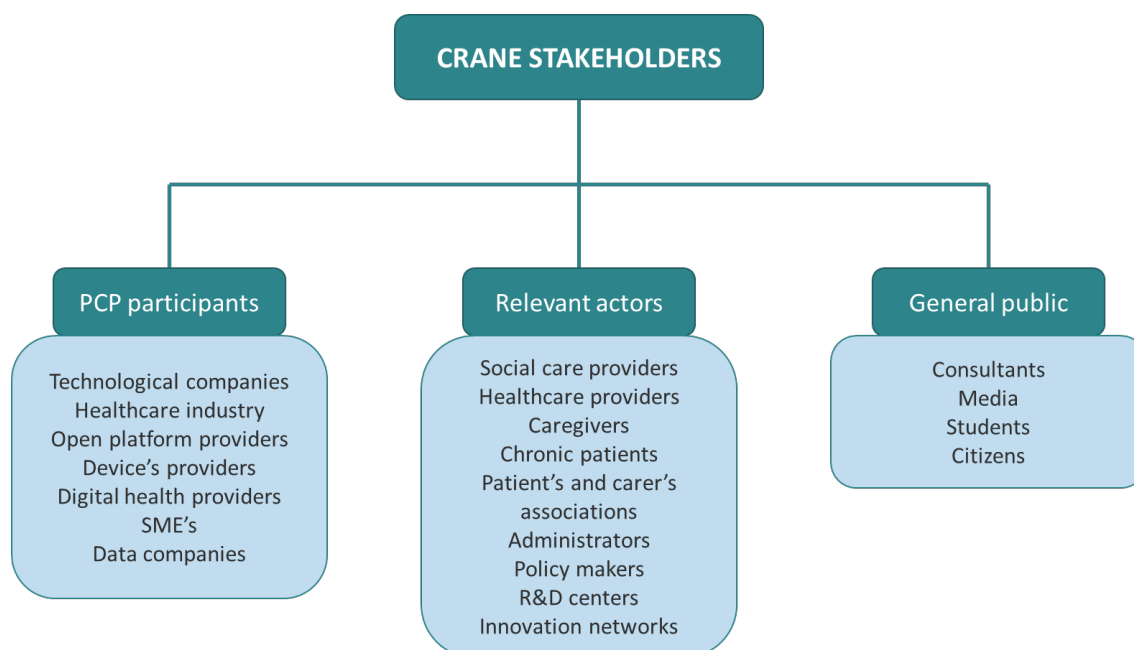 CRANE STAKEHOLDERS
PCP participants
Technological companies
Healthcare industry
Open platform providers
Device’s providers
Digital health providers
SME’s
Data companies
Relevant actors
Social care providers
Healthcare providers
Caregivers
Chronic patients
Patient’s and carer’s
associations
Administrators
Policy makers
R&D centers
Innovation networks
General public
Consultants
Media
Students
Citizens